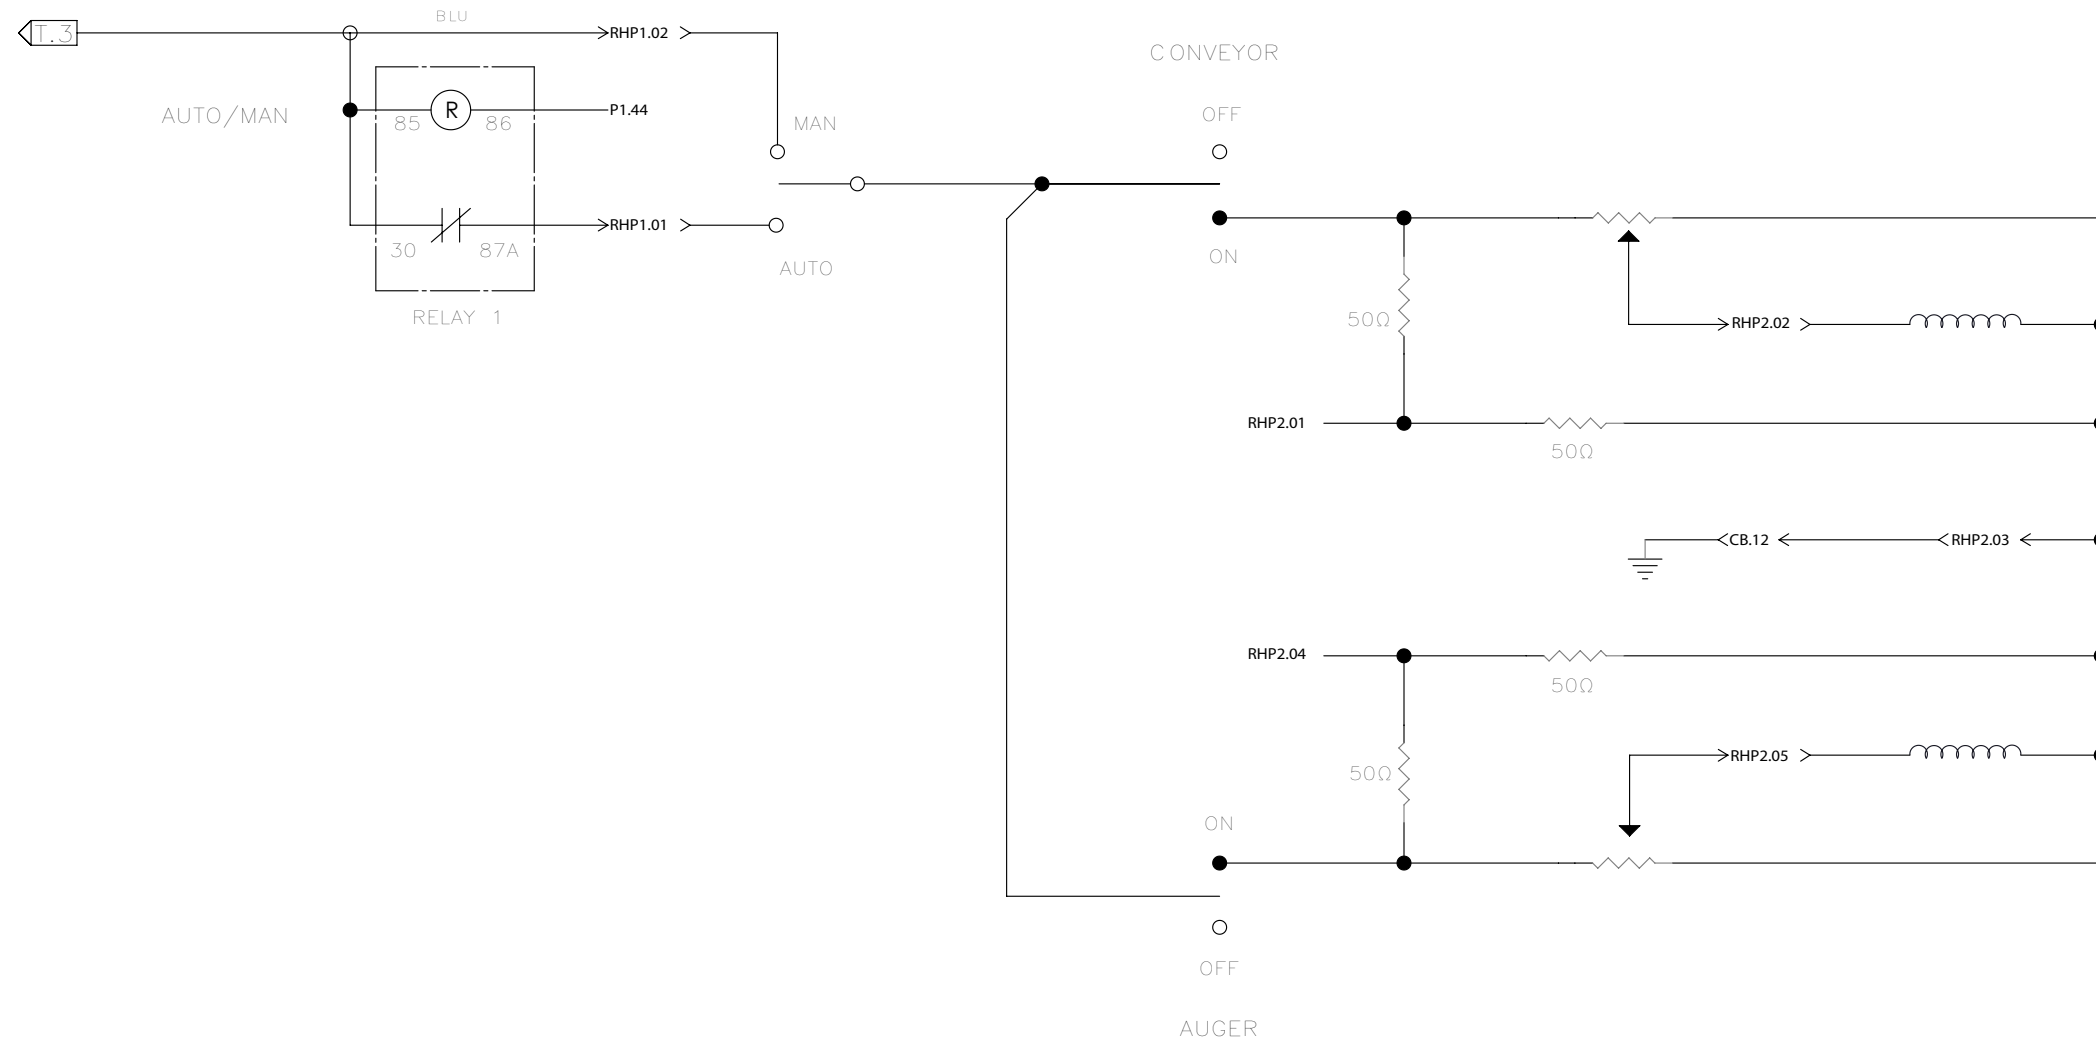 BLU
T.3
RHP1.02
CONVEYOR
AUTO/MAN
R
85
86
P1.44
MAN
OFF
30
87A
RHP1.01
AUTO
ON
RELAY 1
50Ω
RHP2.02
RHP2.01
50Ω
CB.12
RHP2.03
RHP2.04
50Ω
50Ω
RHP2.05
ON
OFF
AUGER